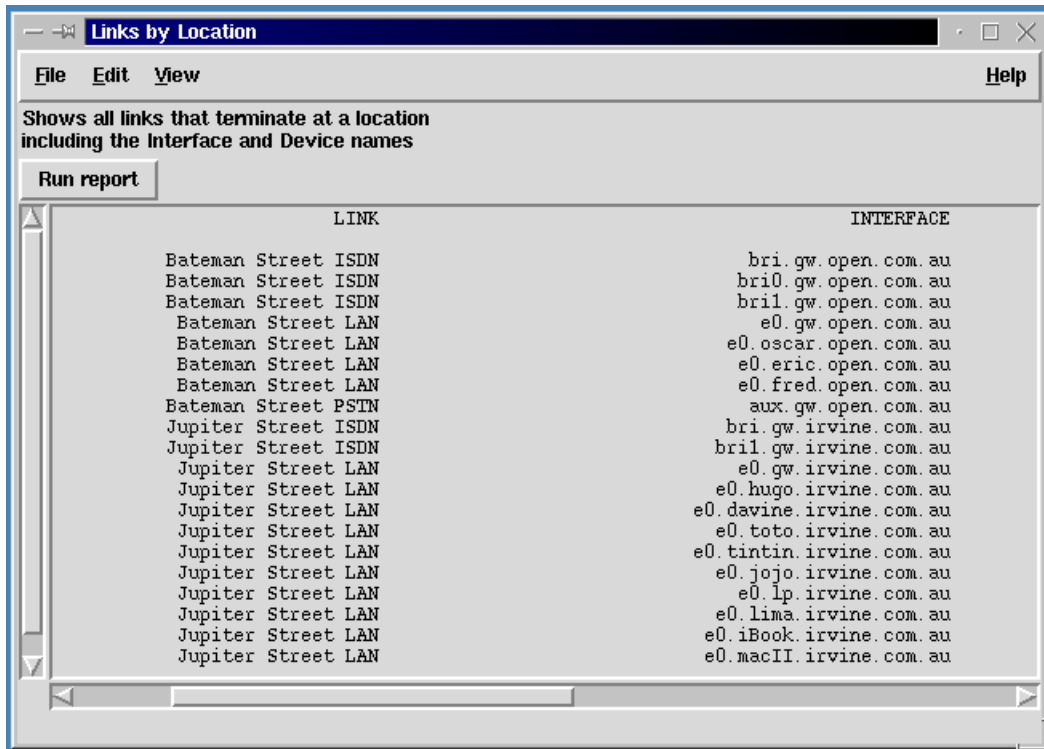 Links by Location
File Edit View Help
Shows all links that terminate at a location
including the Interface and Device names
Run report
LINK INTERFACE
Bateman Street ISDN bri.gw.open.com.au
Bateman Street ISDN bri0.gw.open.com.au
Bateman Street ISDN bri1.gw.open.com.au
Bateman Street LAN e0.gw.open.com.au
Bateman Street LAN e0.oscar.open.com.au
Bateman Street LAN e0.eric.open.com.au
Bateman Street LAN e0.fred.open.com.au
Bateman Street PSTN aux.gw.open.com.au
Jupiter Street ISDN bri.gw.irvine.com.au
Jupiter Street ISDN bri1.gw.irvine.com.au
Jupiter Street LAN e0.gw.irvine.com.au
Jupiter Street LAN e0.hugo.irvine.com.au
Jupiter Street LAN e0.davine.irvine.com.au
Jupiter Street LAN e0.toto.irvine.com.au
Jupiter Street LAN e0.tintin.irvine.com.au
Jupiter Street LAN e0.jojo.irvine.com.au
Jupiter Street LAN e0.lp.irvine.com.au
Jupiter Street LAN e0.lima.irvine.com.au
Jupiter Street LAN e0.iBook.irvine.com.au
Jupiter Street LAN e0.macII.irvine.com.au